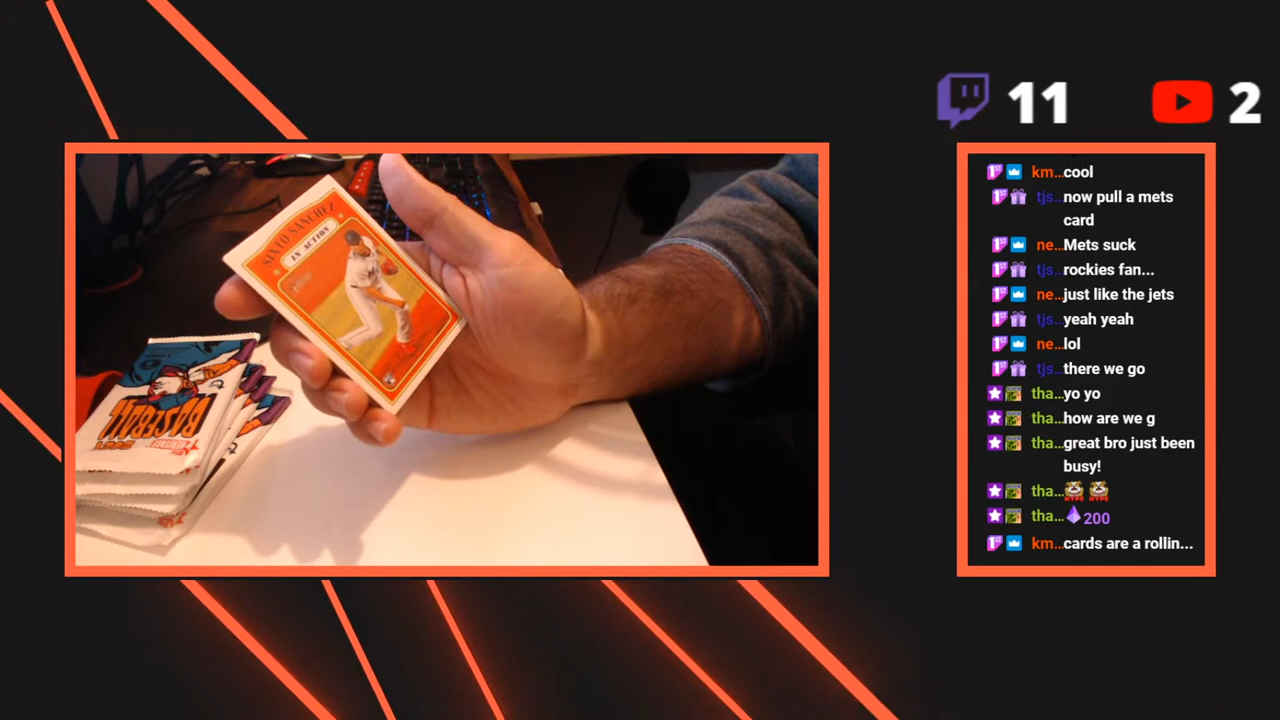 11
2
SIXTO SANCHEZ
IN ACTION
BASEBALL
km...cool
tjs...now pull a mets
card
ne...Mets suck
tjs...rockies fan...
ne...just like the jets
tjs...yeah yeah
ne...lol
tjs...there we go
tha...yo yo
tha...how are we g
tha...great bro just been
busy!
tha...
tha...200
km...cards are a rollin...